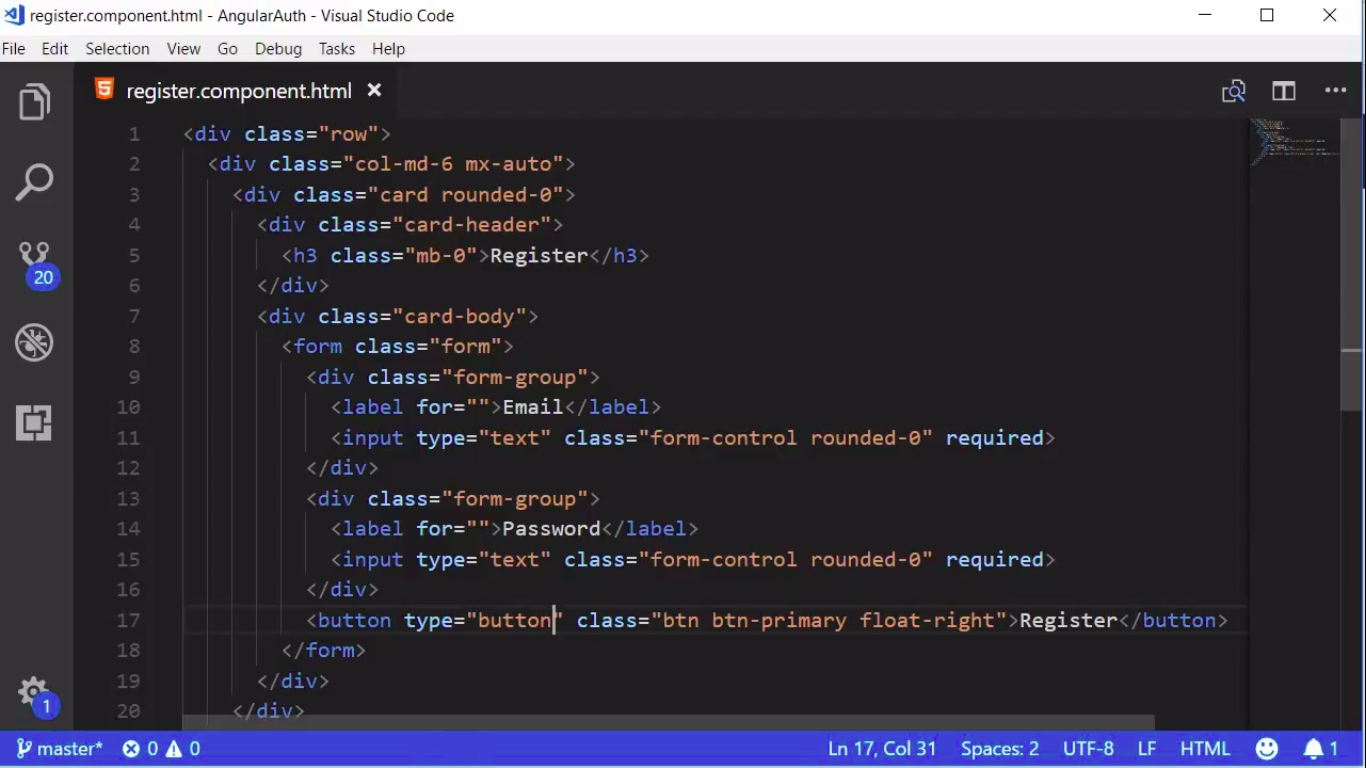 register.component.html - AngularAuth - Visual Studio Code
File Edit Selection View Go Debug Tasks Help
register.component.html
1 <div class="row">
2 <div class="col-md-6 mx-auto">
3 <div class="card rounded-0">
4 <div class="card-header">
5 <h3 class="mb-0">Register</h3>
6 </div>
7 <div class="card-body">
8 <form class="form">
9 <div class="form-group">
10 <label for="">Email</label>
11 <input type="text" class="form-control rounded-0" required>
12 </div>
13 <div class="form-group">
14 <label for="">Password</label>
15 <input type="text" class="form-control rounded-0" required>
16 </div>
17 <button type="button" class="btn btn-primary float-right">Register</button>
18 </form>
19 </div>
20 </div>
20
1
master* 0 0 Ln 17, Col 31 Spaces: 2 UTF-8 LF HTML 1